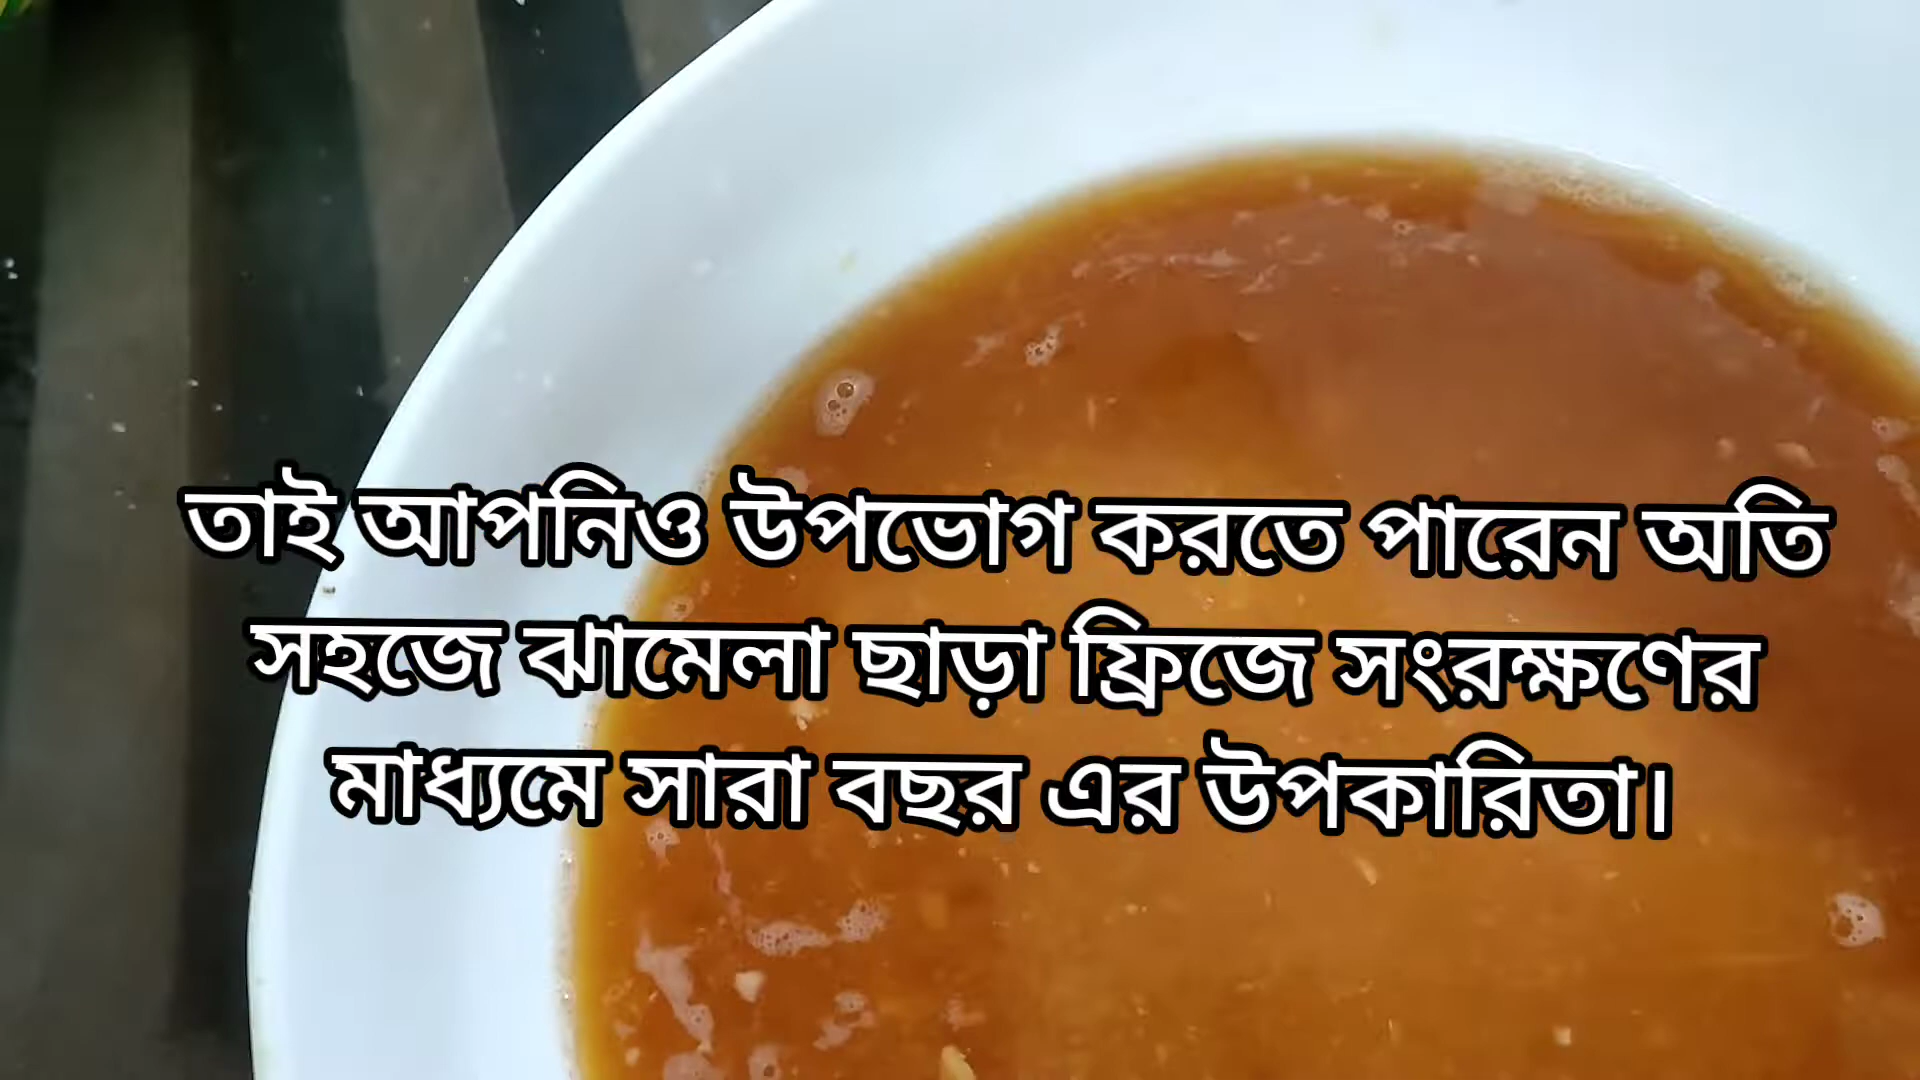 তাই আপনিও উপভোগ করতে পারেন অতি
সহজে ঝামেলা ছাড়া ফ্রিজে সংরক্ষণের
মাধ্যমে সারা বছর এর উপকারিতা।